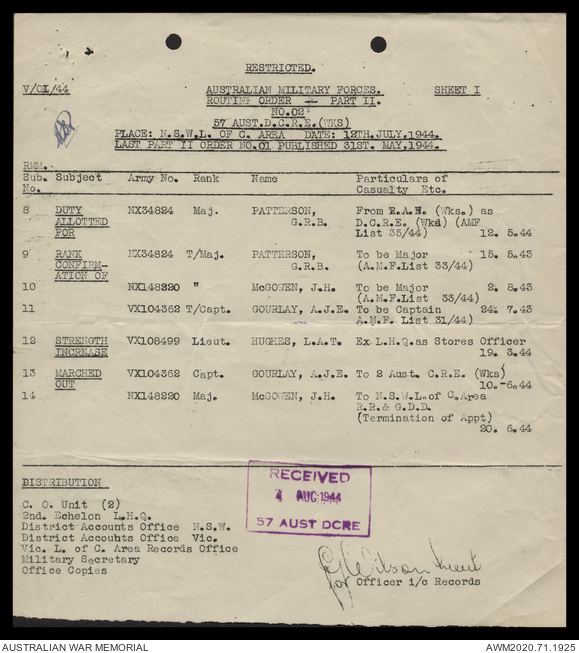 RESTRICTED.
V/01/44 AUSTRALIAN MILITARY FORCES. SHEET I
ROUTINE ORDER - PART II.
NO.02
57 AUST.D.C.R.E.(WKS)
PLACE: N.S.W.L. OF C. AREA DATE: 12TH.JULY,1944.
LAST PART II ORDER NO.01 PUBLISHED 31ST. MAY,1944.
RMM.
Sub. Subject Army No. Rank Name Particulars of
No. Casualty Etc.
8 DUTY NX34824 Maj. PATTERSON, From R.A.E. (Wks.) as
ALLOTTED G.R.B. D.C.R.E. (Wks) (AMF
FOR List 35/44) 12. 5.44
9 RANK NX34824 T/Maj. PATTERSON, To be Major 15. 5.43
CONFIRM- G.R.B. (A.M.F.List 33/44)
ATION OF
10 NX148220 " McGOWEN, J.H. To be Major 2. 8.43
(A.M.F.List 33/44)
11 VX104362 T/Capt. GOURLAY, A.J.E. To be Captain 24. 7.43
A.M.F. List 31/44)
12 STRENGTH VX108499 Lieut. HUGHES, L.A.T. Ex L.H.Q.as Stores Officer
INCREASE 19. 3.44
13 MARCHED VX104362 Capt. GOURLAY, A.J.E. To 2 Aust. C.R.E. (Wks)
OUT 10.-6.44
14 NX148220 Maj. McGOWEN, J.H. To N.S.W.L.of C.Area
R.R.& G.D.D.
(Termination of Appt)
20. 6.44
DISTRIBUTION
C. O. Unit (2)
2nd. Echelon L.H.Q.
District Accounts Office N.S.W.
District Accounts Office Vic.
Vic. L. of C. Area Records Office
Military Secretary
Office Copies
RECEIVED
4 AUG 1944
57 AUST DCRE
Wilson Lieut
for Officer i/c Records
AUSTRALIAN WAR MEMORIAL AWM2020.71.1925